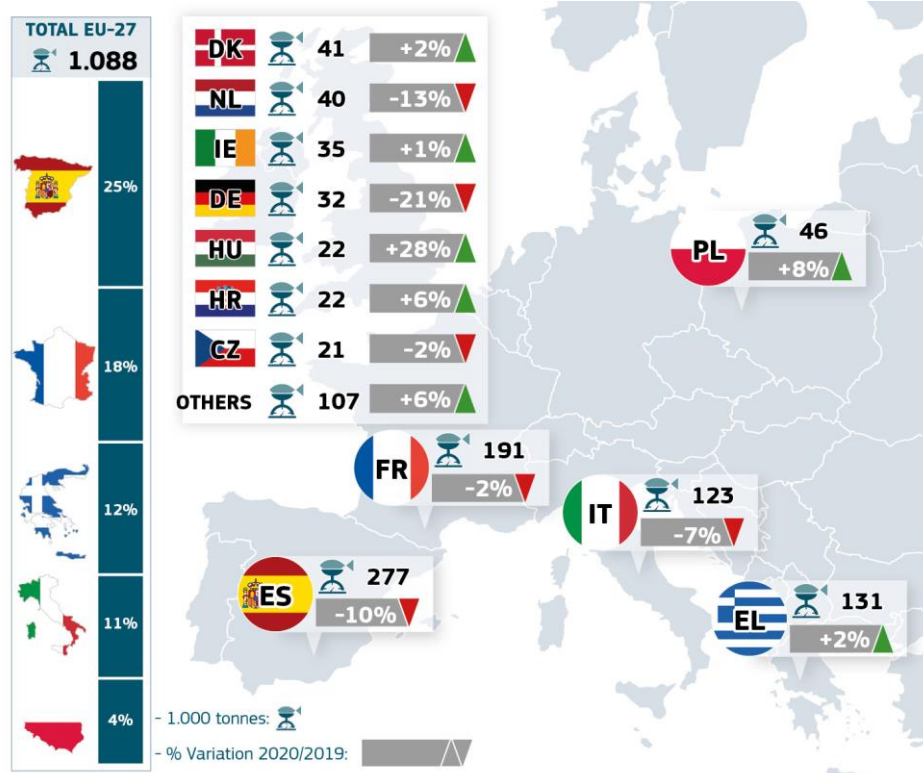 TOTAL EU-27
1.088
25%
18%
12%
11%
4%
DK 41 +2%
NL 40 -13%
IE 35 +1%
DE 32 -21%
HU 22 +28%
HR 22 +6%
CZ 21 -2%
OTHERS 107 +6%
PL 46
+8%
FR 191
-2%
IT 123
-7%
ES 277
-10%
EL 131
+2%
- 1.000 tonnes:
- % Variation 2020/2019: